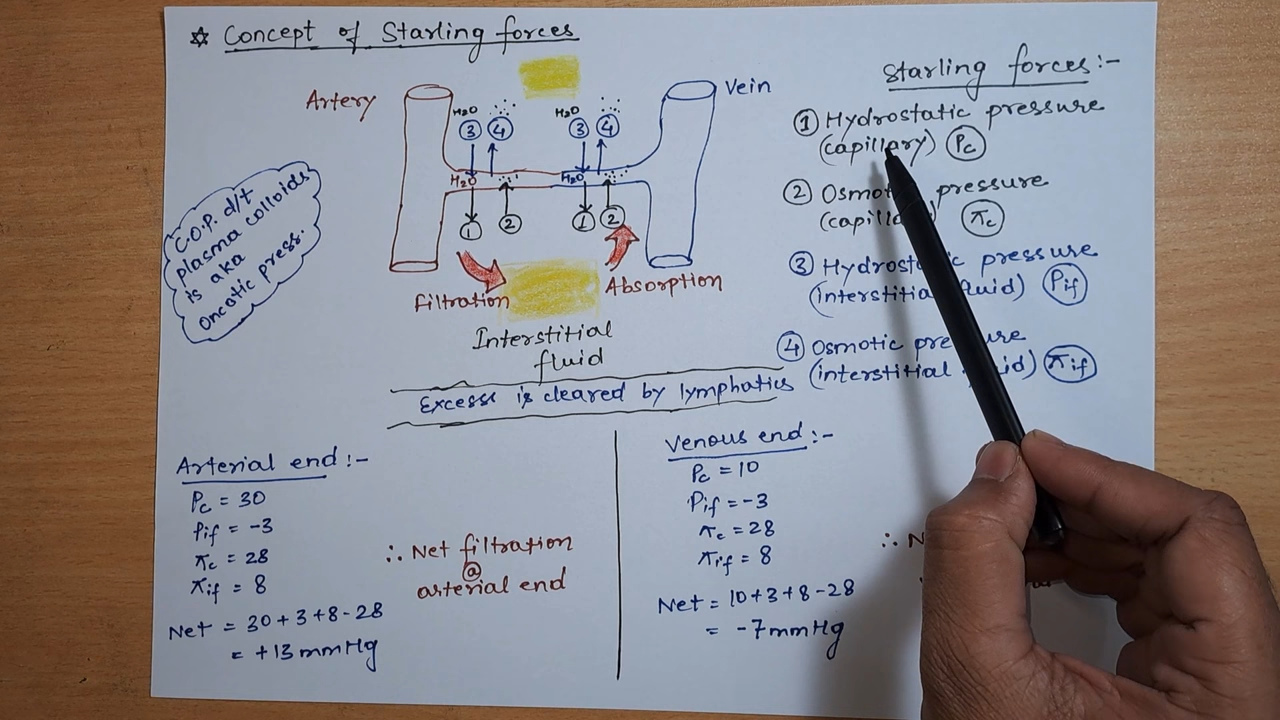 ☆ Concept of Starling forces
Artery
Vein
H₂O
③ ④
H₂O
③ ④
H₂O
H₂O
① ②
① ②
Filtration
Absorption
Interstitial
fluid
Excess is cleared by lymphatics
C.O.P. d/t
plasma colloids
is aka
Oncotic press.
Starling forces:-
① Hydrostatic pressure
(capillary) Pc
② pressure
πc
③ pressure
Pif
④ Osmotic
(interstitial πif
Arterial end :-
Pc = 30
Pif = -3
πc = 28
πif = 8
Net = 30+3+8-28
= +13 mmHg
∴ Net filtration
@
arterial end
Venous end :-
Pc = 10
Pif = -3
πc = 28
πif = 8
Net = 10+3+8-28
= -7 mmHg
∴